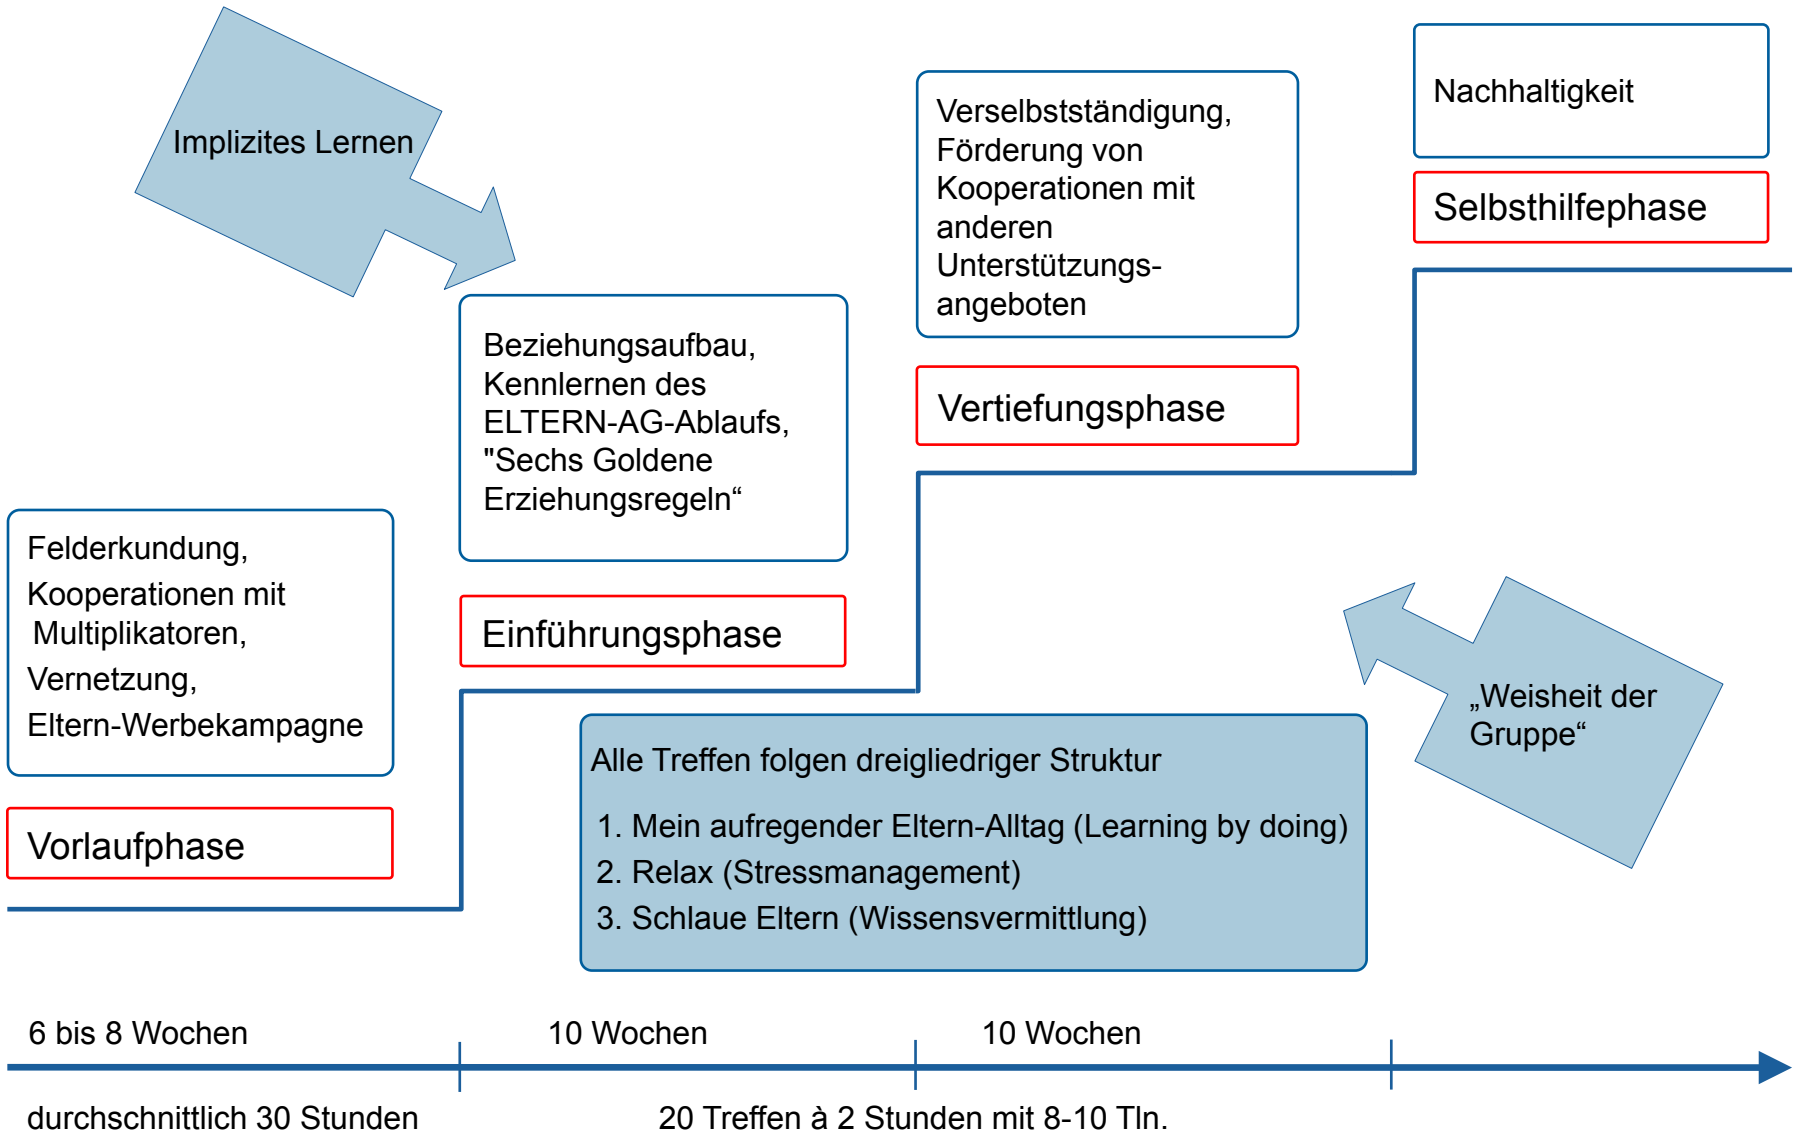 Implizites Lernen
Nachhaltigkeit
Selbsthilfephase
Verselbstständigung,
Förderung von
Kooperationen mit
anderen
Unterstützungs-
angeboten
Vertiefungsphase
Beziehungsaufbau,
Kennlernen des
ELTERN-AG-Ablaufs,
"Sechs Goldene
Erziehungsregeln“
Einführungsphase
Felderkundung,
Kooperationen mit
Multiplikatoren,
Vernetzung,
Eltern-Werbekampagne
Vorlaufphase
„Weisheit der
Gruppe“
Alle Treffen folgen dreigliedriger Struktur
1. Mein aufregender Eltern-Alltag (Learning by doing)
2. Relax (Stressmanagement)
3. Schlaue Eltern (Wissensvermittlung)
6 bis 8 Wochen
10 Wochen
10 Wochen
durchschnittlich 30 Stunden
20 Treffen à 2 Stunden mit 8-10 Tln.